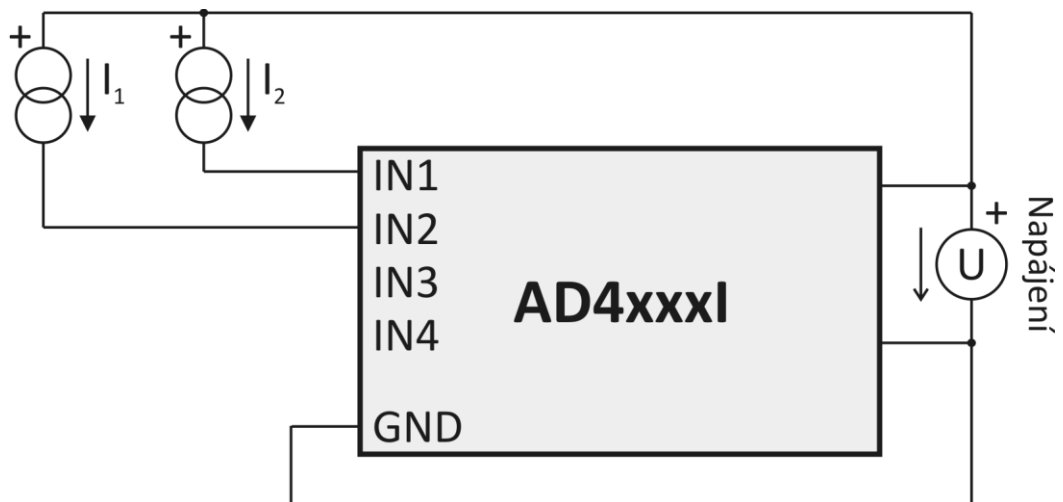 +
I1
+
I2
IN1
IN2
IN3
IN4
GND
AD4xxxI
+
U
Napájení